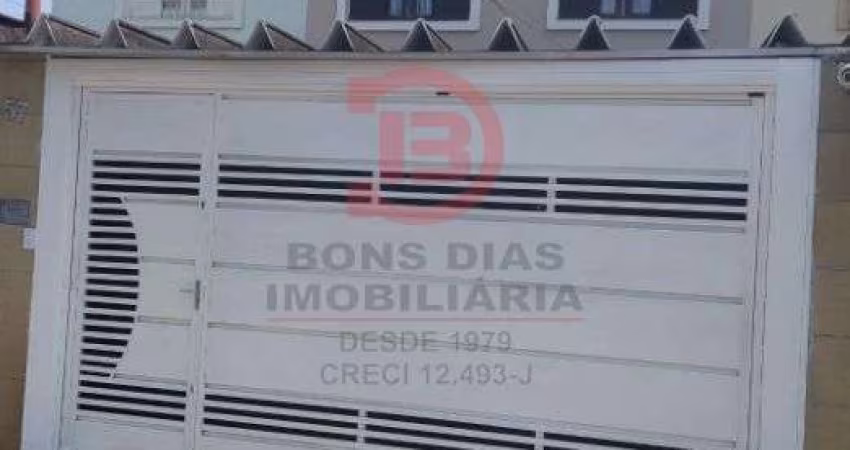 B
BONS DIAS
IMOBILIÁRIA
DESDE 1979
CRECI 12.493-J